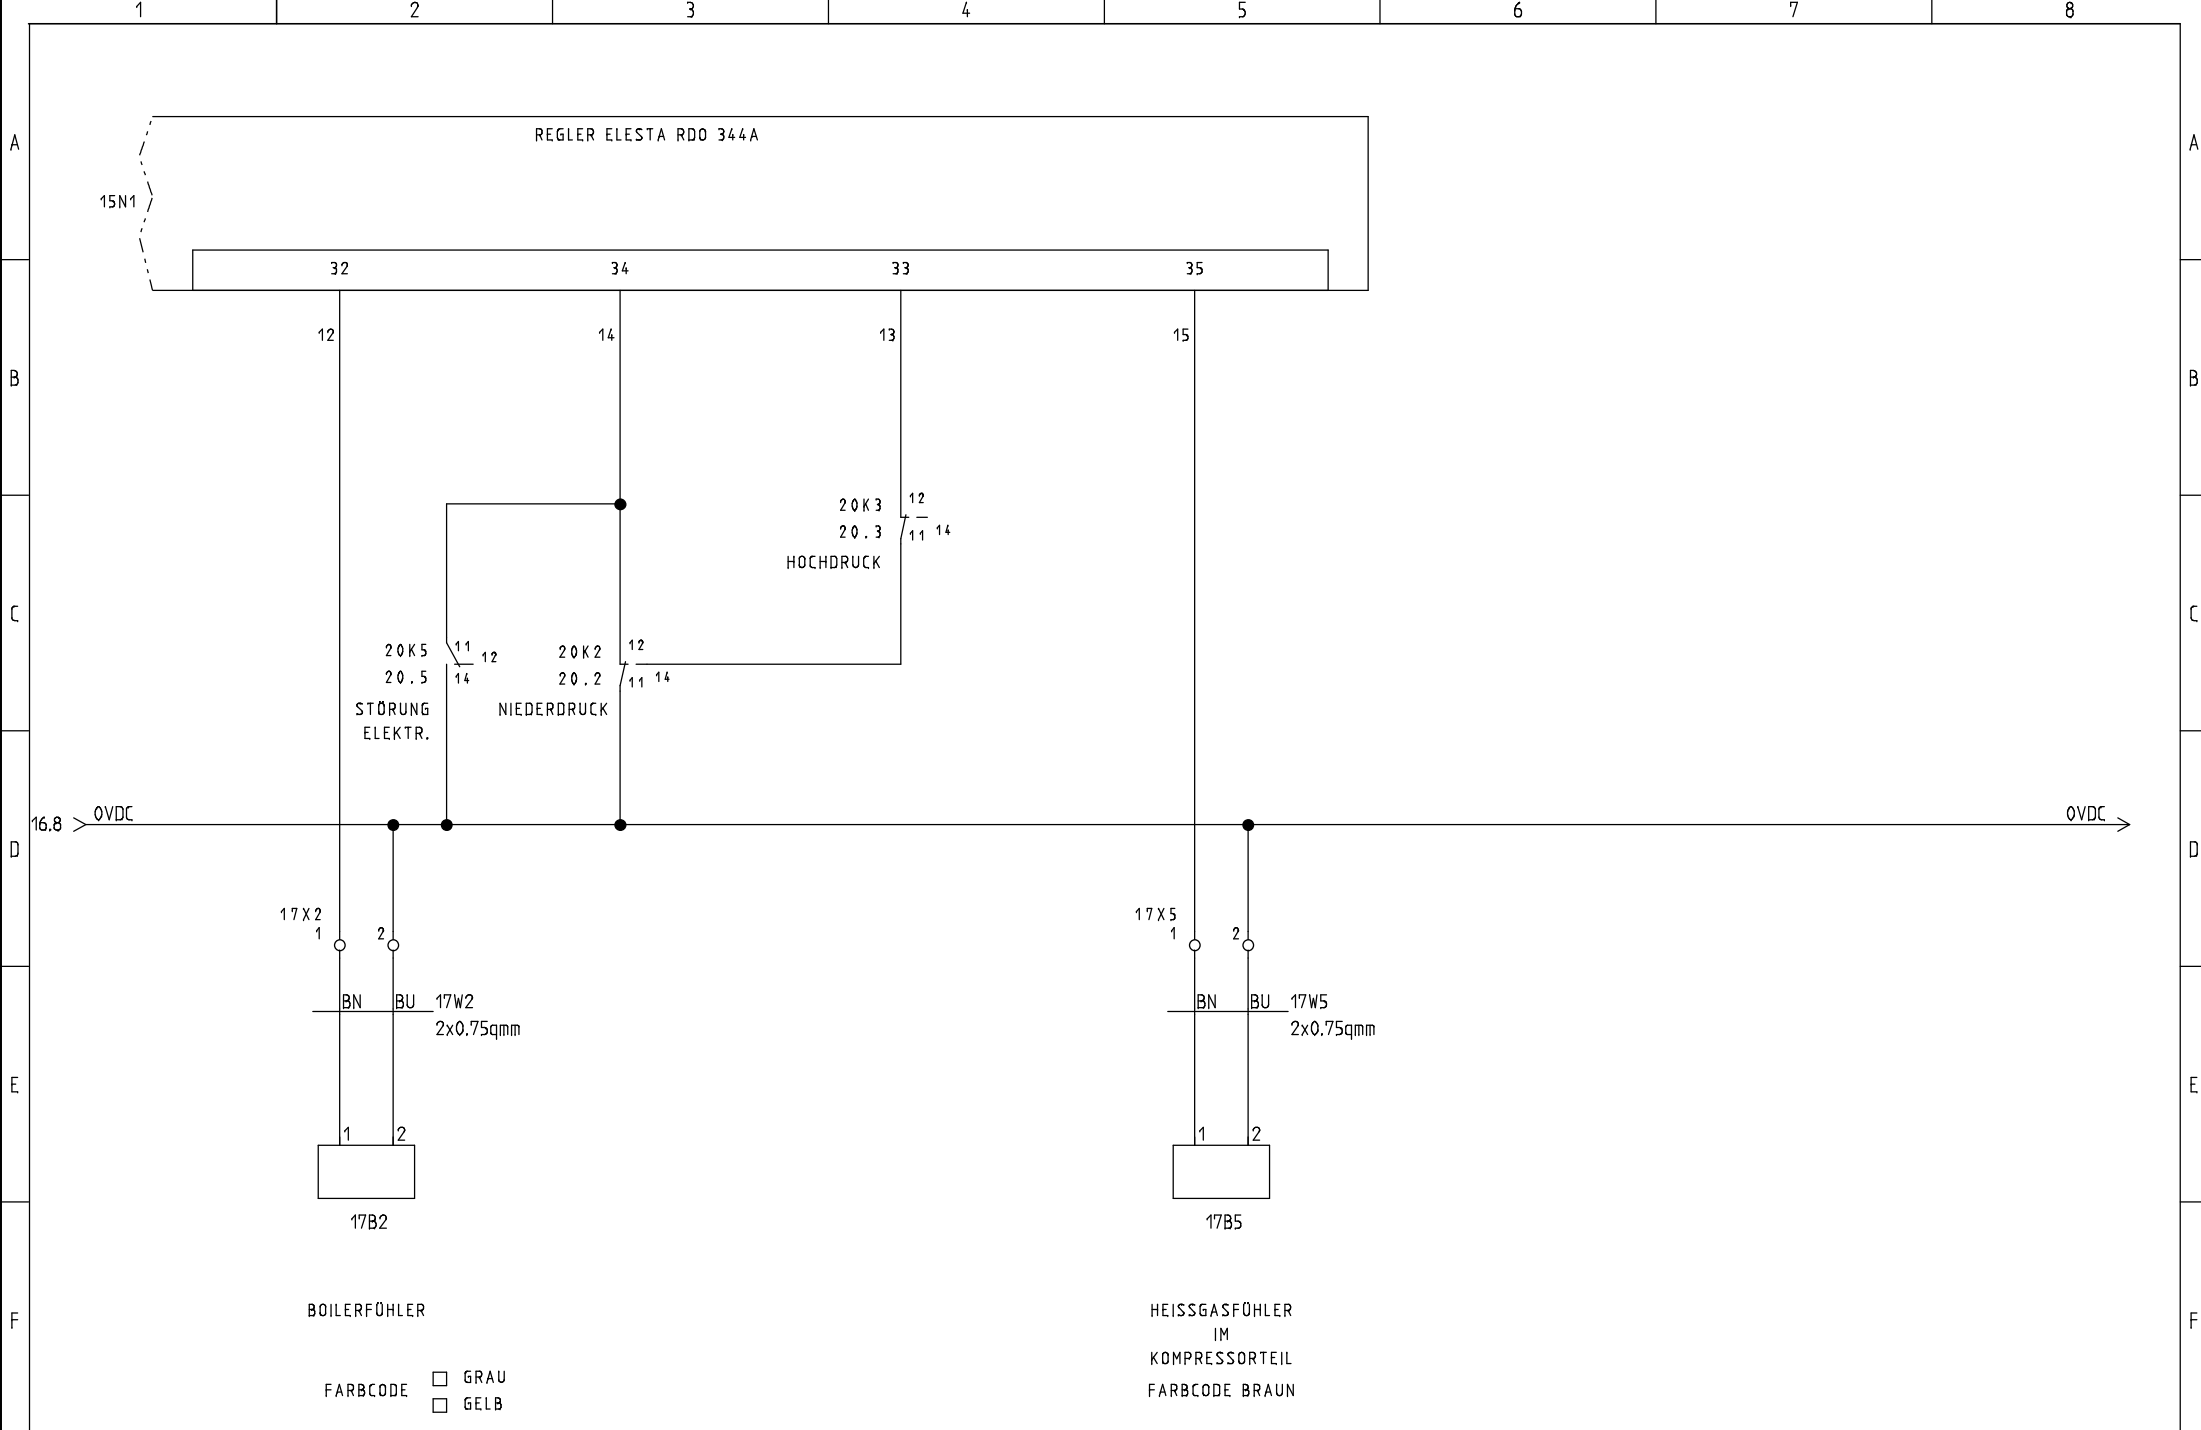 1 2 3 4 5 6 7 8
A A
REGLER ELESTA RDO 344A
15N1
32 34 33 35
12 14 13 15
B B
20K3 12
20.3 11 14
HOCHDRUCK
C C
20K5 11 12
20.5 14
STÖRUNG
ELEKTR.
20K2 12
20.2 11 14
NIEDERDRUCK
16.8 0VDC 0VDC
D D
17X2 17X5
1 2 1 2
BN BU 17W2 BN BU 17W5
2x0.75qmm 2x0.75qmm
E E
1 2 1 2
17B2 17B5
F F
BOILERFÜHLER
HEISSGASFÜHLER
IM
KOMPRESSORTEIL
FARBCODE GRAU
GELB
FARBCODE BRAUN